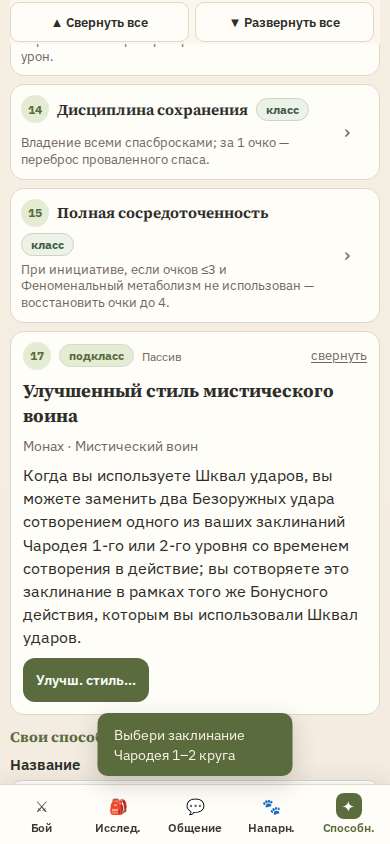 ▲ Свернуть все
▼ Развернуть все
урон.
14 Дисциплина сохранения класс
Владение всеми спасбросками; за 1 очко —
переброс проваленного спаса.
15 Полная сосредоточенность
класс
При инициативе, если очков ≤3 и
Феноменальный метаболизм не использован —
восстановить очки до 4.
17 подкласс Пассив свернуть
Улучшенный стиль мистического
воина
Монах · Мистический воин
Когда вы используете Шквал ударов, вы
можете заменить два Безоружных удара
сотворением одного из ваших заклинаний
Чародея 1-го или 2-го уровня со временем
сотворения в действие; вы сотворяете это
заклинание в рамках того же Бонусного
действия, которым вы использовали Шквал
ударов.
Улучш. стиль…
Свои способ
Название
Выбери заклинание
Чародея 1–2 круга
Бой
Исслед.
Общение
Напарн.
Способн.